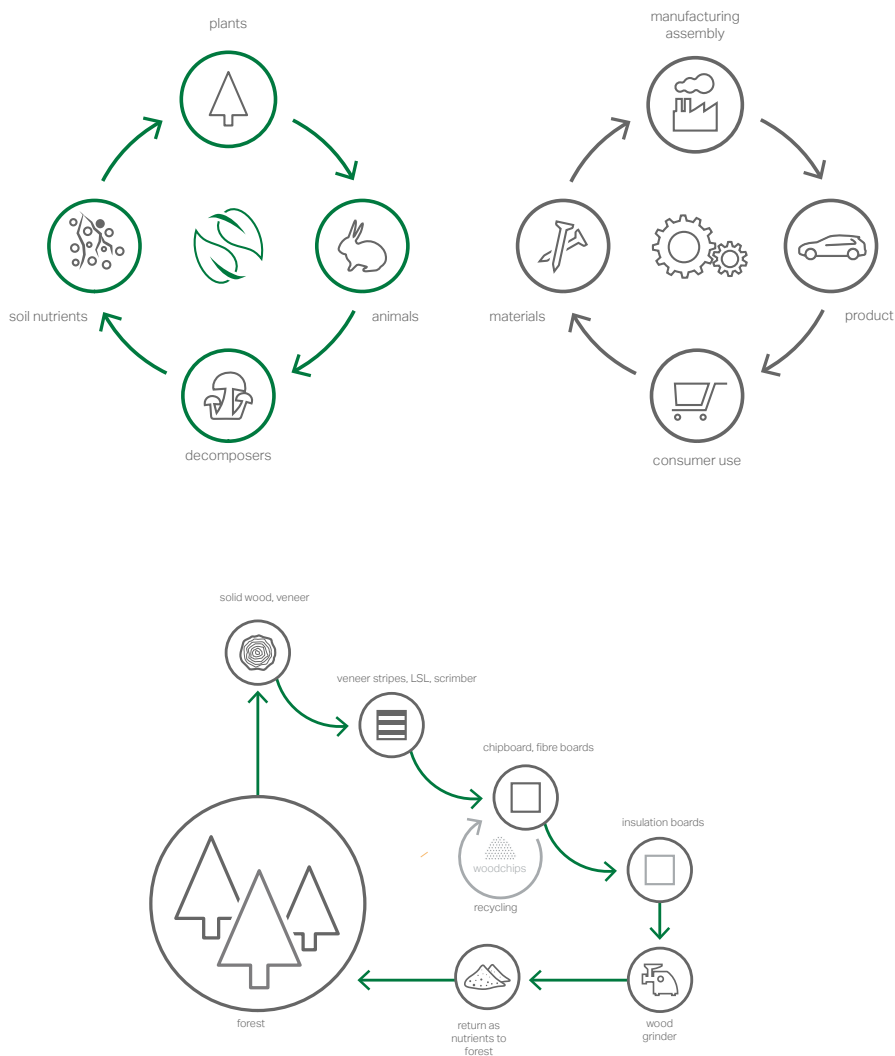 plants
manufacturing
assembly
soil nutrients
animals
materials
product
decomposers
consumer use
solid wood, veneer
veneer stripes, LSL, scrimber
chipboard, fibre boards
insulation boards
woodchips
recycling
forest
return as
nutrients to
forest
wood
grinder